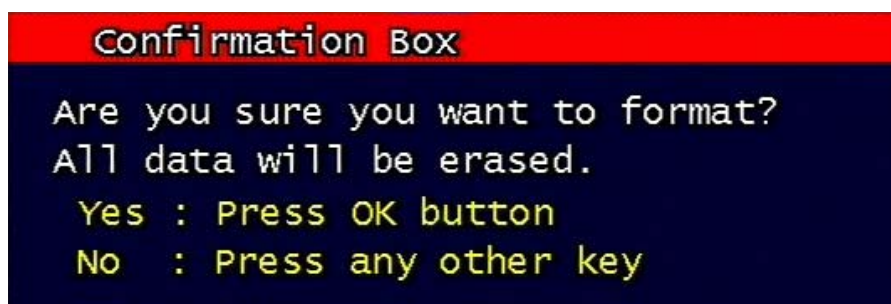 Confirmation Box
Are you sure you want to format?
All data will be erased.
Yes : Press OK button
No : Press any other key